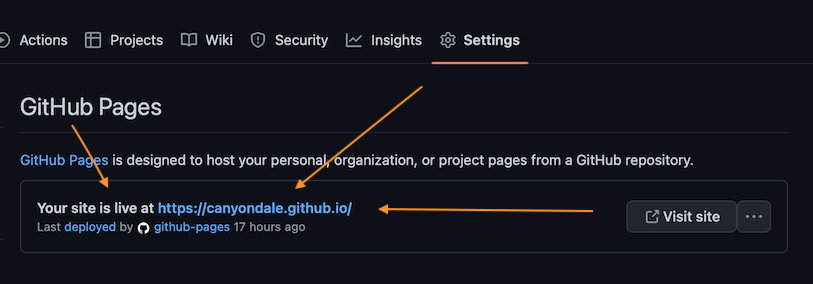 Actions Projects Wiki Security Insights Settings
GitHub Pages
GitHub Pages is designed to host your personal, organization, or project pages from a GitHub repository.
Your site is live at https://canyondale.github.io/
Last deployed by github-pages 17 hours ago
Visit site